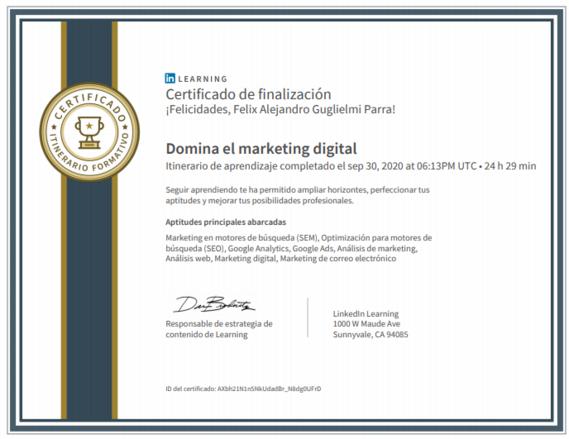 in LEARNING
Certificado de finalización
¡Felicidades, Felix Alejandro Guglielmi Parra!
CERTIFICADO
ITINERARIO FORMATIVO
Domina el marketing digital
Itinerario de aprendizaje completado el sep 30, 2020 at 06:13PM UTC • 24 h 29 min
Seguir aprendiendo te ha permitido ampliar horizontes, perfeccionar tus
aptitudes y mejorar tus posibilidades profesionales.
Aptitudes principales abarcadas
Marketing en motores de búsqueda (SEM), Optimización para motores de
búsqueda (SEO), Google Analytics, Google Ads, Análisis de marketing,
Análisis web, Marketing digital, Marketing de correo electrónico
Responsable de estrategia de
contenido de Learning
LinkedIn Learning
1000 W Maude Ave
Sunnyvale, CA 94085
ID del certificado: